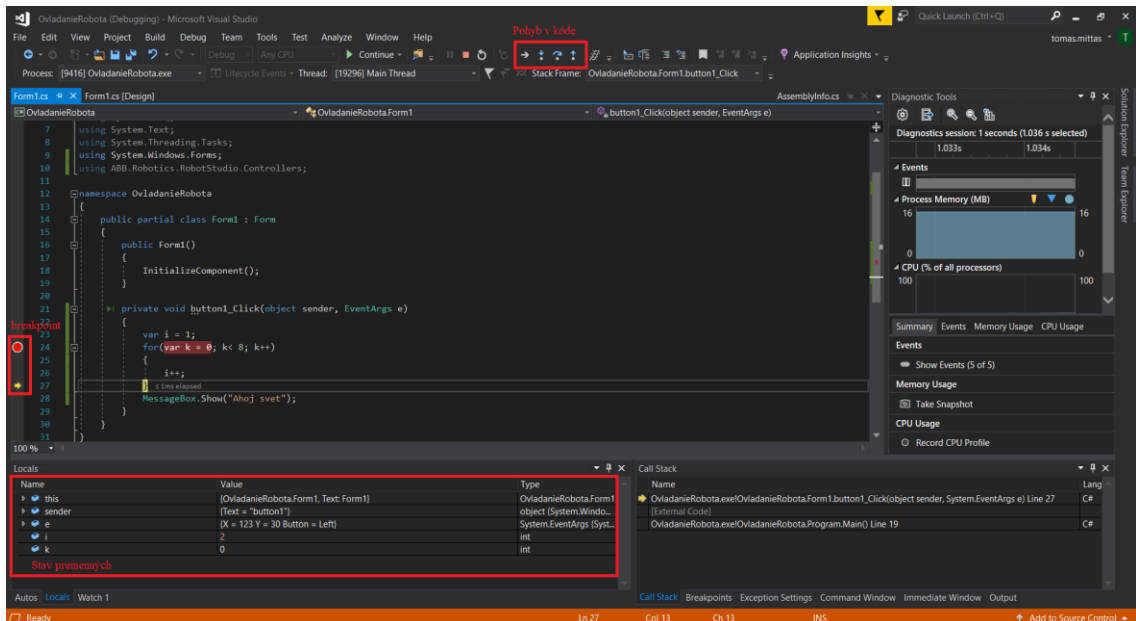 OvladanieRobota (Debugging) - Microsoft Visual Studio
Quick Launch (Ctrl+Q)
File Edit View Project Build Debug Team Tools Test Analyze Window Help
tomas.mittas T
Pohyb v kóde
Debug Any CPU Continue Application Insights
Process: [9416] OvladanieRobota.exe Lifecycle Events Thread: [19296] Main Thread Stack Frame: OvladanieRobota.Form1.button1_Click
Form1.cs Form1.cs [Design] AssemblyInfo.cs
OvladanieRobota OvladanieRobota.Form1 button1_Click(object sender, EventArgs e)
7 using System.Text;
8 using System.Threading.Tasks;
9 using System.Windows.Forms;
10 using ABB.Robotics.RobotStudio.Controllers;
11
12 namespace OvladanieRobota
13 {
14 public partial class Form1 : Form
15 {
16 public Form1()
17 {
18 InitializeComponent();
19 }
20
21 private void button1_Click(object sender, EventArgs e)
breakpoint
22 {
23 var i = 1;
24 for(var k = 0; k< 8; k++)
25 {
26 i++;
27 } ≤ 1ms elapsed
28 MessageBox.Show("Ahoj svet");
29 }
30 }
31 }
100 %
Diagnostic Tools
Diagnostics session: 1 seconds (1.036 s selected)
1.033s 1.034s
Events
Process Memory (MB)
16 16
0 0
CPU (% of all processors)
100 100
Summary Events Memory Usage CPU Usage
Events
Show Events (5 of 5)
Memory Usage
Take Snapshot
CPU Usage
Record CPU Profile
Solution Explorer
Team Explorer
Locals
Name Value Type
this {OvladanieRobota.Form1, Text: Form1} OvladanieRobota.Form1
sender {Text = "button1"} object {System.Windo...
e {X = 123 Y = 30 Button = Left} System.EventArgs {Syst...
i 2 int
k 0 int
Stav premenných
Autos Locals Watch 1
Call Stack
Name Lang
OvladanieRobota.exe!OvladanieRobota.Form1.button1_Click(object sender, System.EventArgs e) Line 27 C#
[External Code]
OvladanieRobota.exe!OvladanieRobota.Program.Main() Line 19 C#
Call Stack Breakpoints Exception Settings Command Window Immediate Window Output
Ready Ln 27 Col 13 Ch 13 INS Add to Source Control